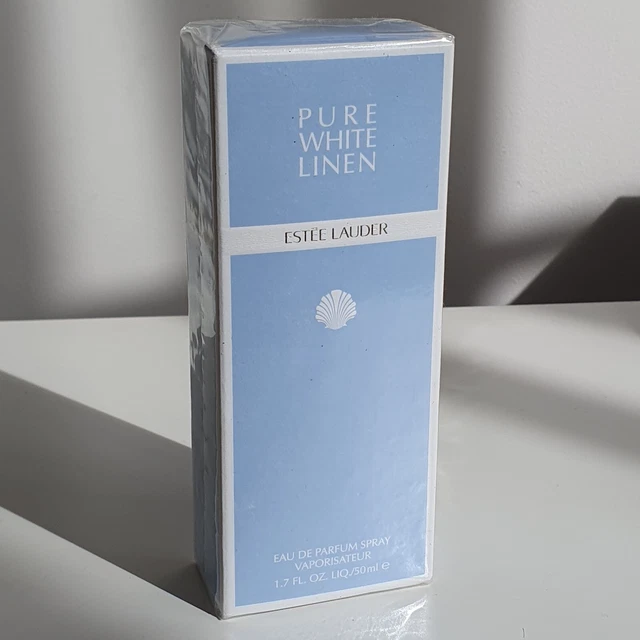 PURE
WHITE
LINEN
ESTĒE LAUDER
EAU DE PARFUM SPRAY
VAPORISATEUR
1.7 FL. OZ. LIQ./50ml ℮